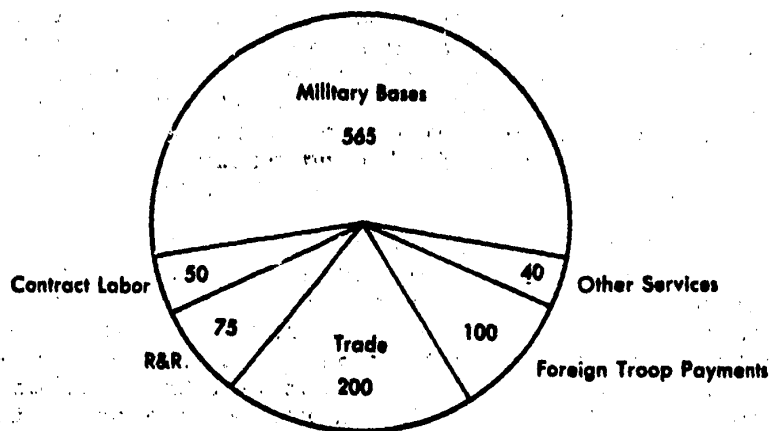 Military Bases
565
Contract Labor
50
40
Other Services
R&R
75
Trade
200
100
Foreign Troop Payments